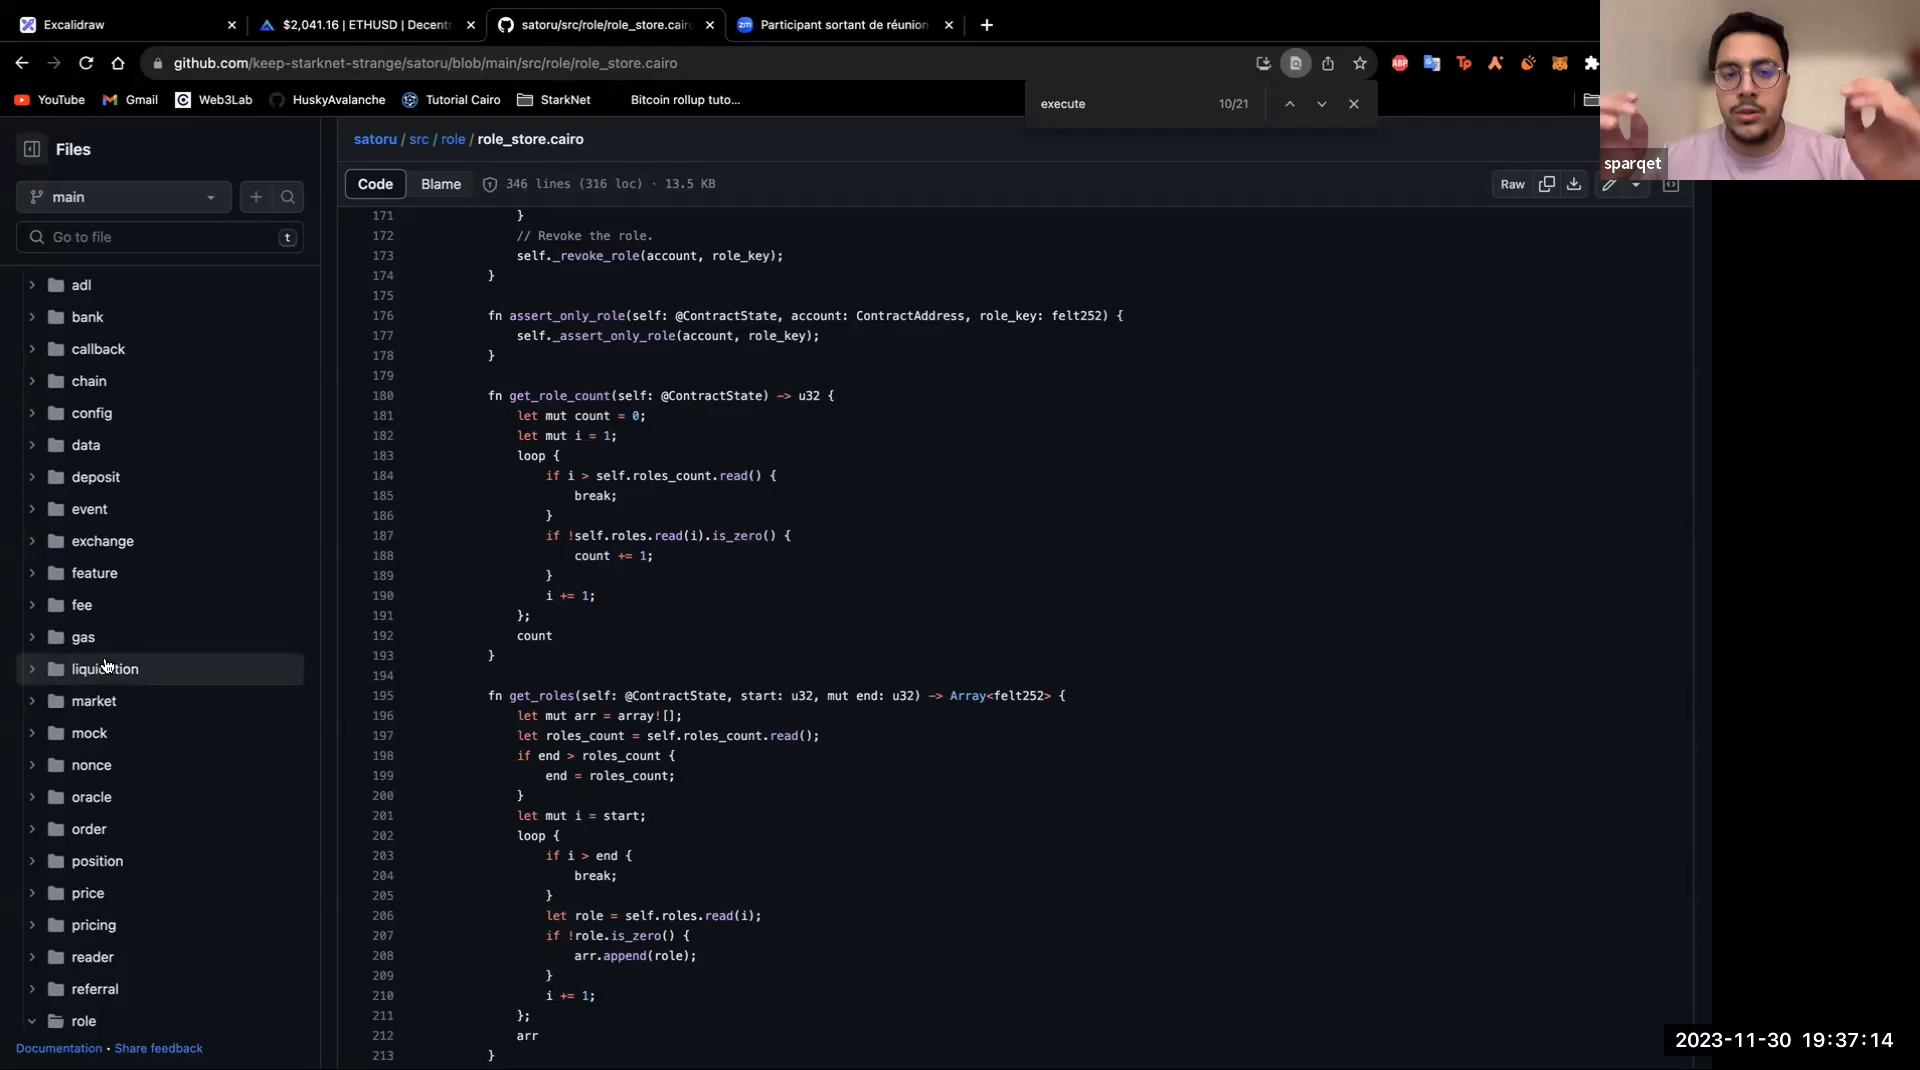 Excalidraw
$2,041.16 | ETHUSD | Decentr
satoru/src/role/role_store.cairo
Participant sortant de réunion
github.com/keep-starknet-strange/satoru/blob/main/src/role/role_store.cairo
YouTube
Gmail
Web3Lab
HuskyAvalanche
Tutorial Cairo
StarkNet
Bitcoin rollup tuto...
execute
10/21
sparqet
Files
main
Go to file
t
adl
bank
callback
chain
config
data
deposit
event
exchange
feature
fee
gas
liquidation
market
mock
nonce
oracle
order
position
price
pricing
reader
referral
role
Documentation • Share feedback
satoru / src / role / role_store.cairo
Code
Blame
346 lines (316 loc) · 13.5 KB
Raw
171 }
172 // Revoke the role.
173 self._revoke_role(account, role_key);
174 }
175
176 fn assert_only_role(self: @ContractState, account: ContractAddress, role_key: felt252) {
177 self._assert_only_role(account, role_key);
178 }
179
180 fn get_role_count(self: @ContractState) -> u32 {
181 let mut count = 0;
182 let mut i = 1;
183 loop {
184 if i > self.roles_count.read() {
185 break;
186 }
187 if !self.roles.read(i).is_zero() {
188 count += 1;
189 }
190 i += 1;
191 };
192 count
193 }
194
195 fn get_roles(self: @ContractState, start: u32, mut end: u32) -> Array<felt252> {
196 let mut arr = array![];
197 let roles_count = self.roles_count.read();
198 if end > roles_count {
199 end = roles_count;
200 }
201 let mut i = start;
202 loop {
203 if i > end {
204 break;
205 }
206 let role = self.roles.read(i);
207 if !role.is_zero() {
208 arr.append(role);
209 }
210 i += 1;
211 };
212 arr
213 }
2023-11-30 19:37:14